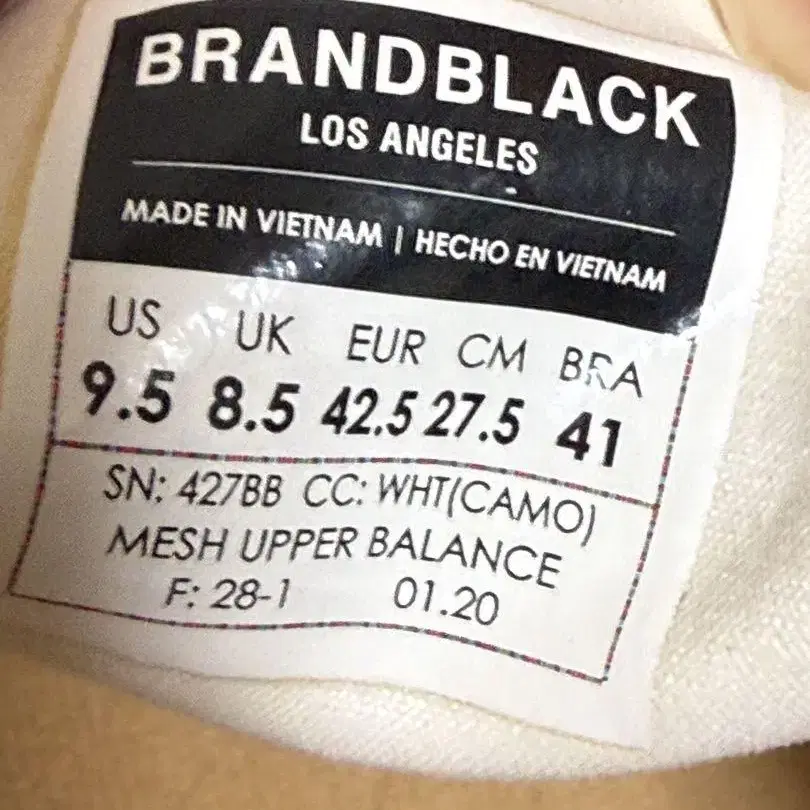 BRANDBLACK
LOS ANGELES
MADE IN VIETNAM | HECHO EN VIETNAM
US UK EUR CM BRA
9.5 8.5 42.5 27.5 41
SN: 427BB CC: WHT(CAMO)
MESH UPPER BALANCE
F: 28-1 01.20